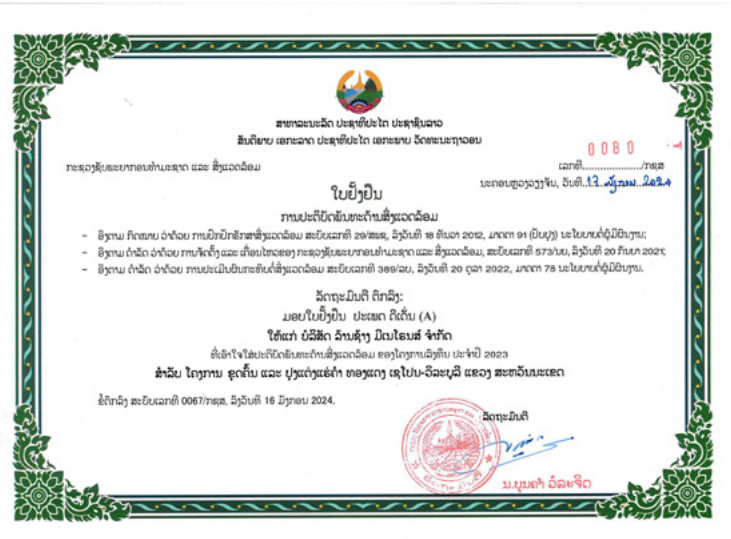 ສາທາລະນະລັດ ປະຊາທິປະໄຕ ປະຊາຊົນລາວ
ສັນຕິພາບ ເອກະລາດ ປະຊາທິປະໄຕ ເອກະພາບ ວັດທະນະຖາວອນ
0080
ກະຊວງຊັບພະຍາກອນທຳມະຊາດ ແລະ ສິ່ງແວດລ້ອມ
ເລກທີ............../ກຊສ
ນະຄອນຫຼວງວຽງຈັນ, ວັນທີ..17 ມັງກອນ 2024
ໃບຢັ້ງຢືນ
ການປະຕິບັດພັນທະດ້ານສິ່ງແວດລ້ອມ
- ອີງຕາມ ກົດໝາຍ ວ່າດ້ວຍ ການປົກປັກຮັກສາສິ່ງແວດລ້ອມ ສະບັບເລກທີ 29/ສພຊ, ລົງວັນທີ 18 ທັນວາ 2012, ມາດຕາ 91 (ປັບປຸງ) ນະໂຍບາຍຕໍ່ຜູ້ມີຜົນງານ;
- ອີງຕາມ ດຳລັດ ວ່າດ້ວຍ ການຈັດຕັ້ງ ແລະ ເຄື່ອນໄຫວຂອງ ກະຊວງຊັບພະຍາກອນທຳມະຊາດ ແລະ ສິ່ງແວດລ້ອມ, ສະບັບເລກທີ 573/ນຍ, ລົງວັນທີ 20 ກັນຍາ 2021;
- ອີງຕາມ ດຳລັດ ວ່າດ້ວຍ ການປະເມີນຜົນກະທົບຕໍ່ສິ່ງແວດລ້ອມ ສະບັບເລກທີ 389/ລບ, ລົງວັນທີ 20 ຕຸລາ 2022, ມາດຕາ 78 ນະໂຍບາຍຕໍ່ຜູ້ມີຜົນງານ.
ລັດຖະມົນຕີ ຕົກລົງ:
ມອບໃບຢັ້ງຢືນ ປະເພດ ດີເດັ່ນ (A)
ໃຫ້ແກ່ ບໍລິສັດ ລ້ານຊ້າງ ມິເນໂຣນສ໌ ຈຳກັດ
ທີ່ເອົາໃຈໃສ່ປະຕິບັດພັນທະດ້ານສິ່ງແວດລ້ອມ ຂອງໂຄງການລົງທຶນ ປະຈຳປີ 2023
ສຳລັບ ໂຄງການ ຂຸດຄົ້ນ ແລະ ປຸງແຕ່ງແຮ່ຄຳ ທອງແດງ ເຊໂປນ-ວິລະບຸລີ ແຂວງ ສະຫວັນນະເຂດ
ຂໍ້ຕົກລົງ ສະບັບເລກທີ 0067/ກຊສ, ລົງວັນທີ 16 ມັງກອນ 2024.
ລັດຖະມົນຕີ
ນ.ບຸນຄຳ ວໍລະຈິດ